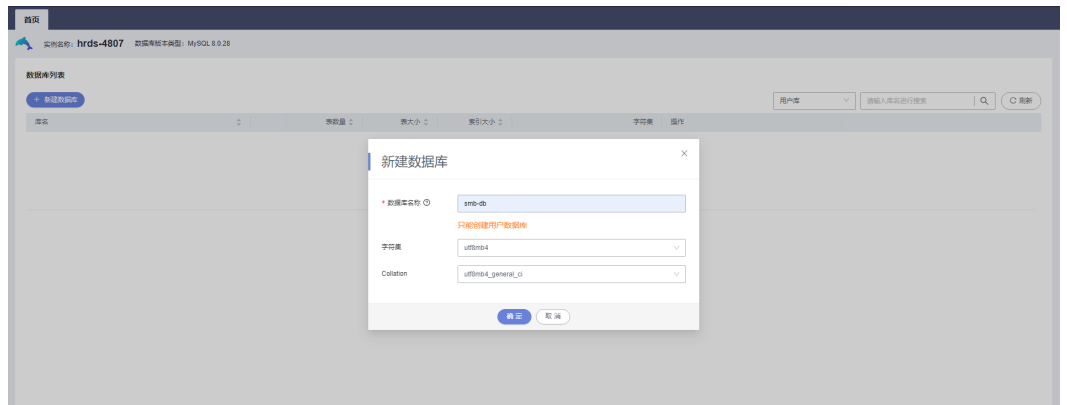 首页
实例名称: hrds-4807 数据库版本类型: MySQL 8.0.28
数据库列表
+ 新建数据库
用户库 请输入库名进行搜索 刷新
库名 表数量 表大小 索引大小 字符集 操作
新建数据库
* 数据库名称 smb-db
只能创建用户数据库
字符集 utf8mb4
Collation utf8mb4_general_ci
确定 取消